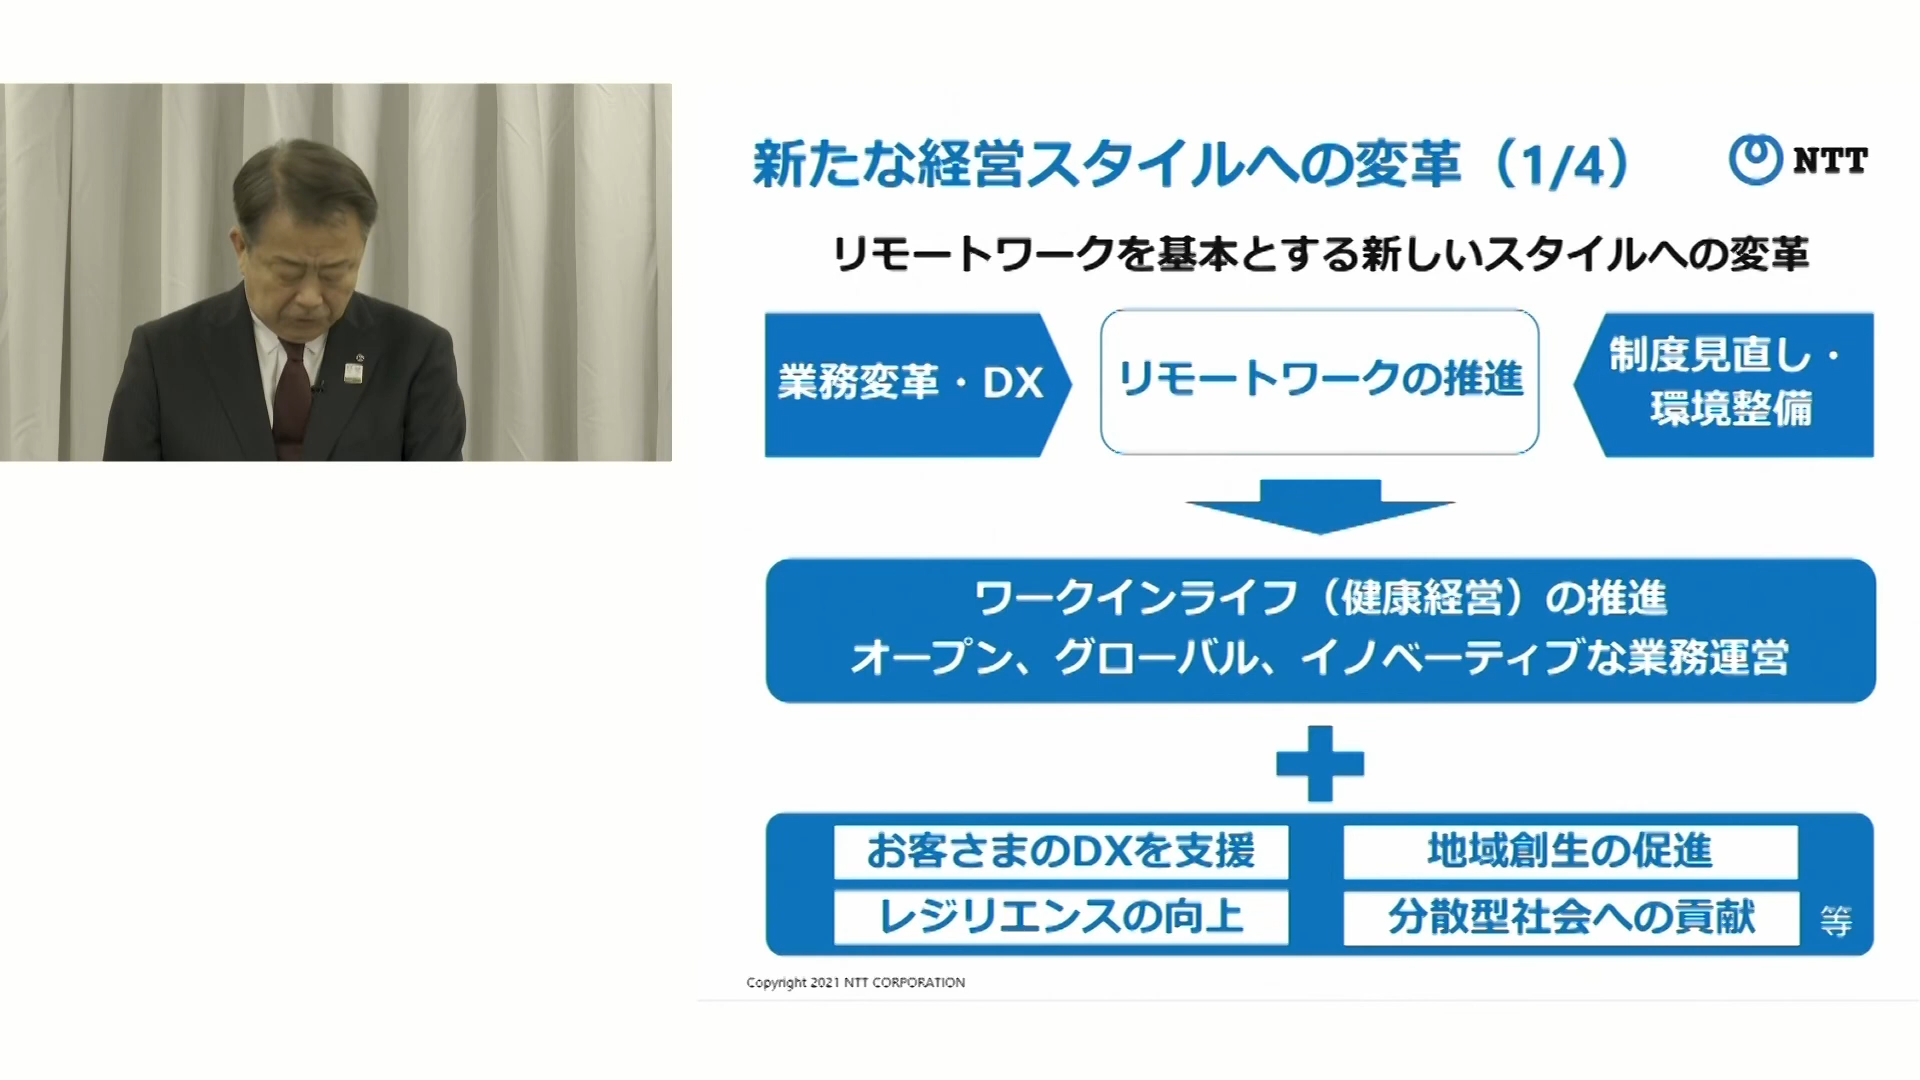 新たな経営スタイルへの変革（1/4）
NTT
リモートワークを基本とする新しいスタイルへの変革
業務変革・DX
リモートワークの推進
制度見直し・
環境整備
ワークインライフ（健康経営）の推進
オープン、グローバル、イノベーティブな業務運営
お客さまのDXを支援
地域創生の促進
レジリエンスの向上
分散型社会への貢献
等
Copyright 2021 NTT CORPORATION